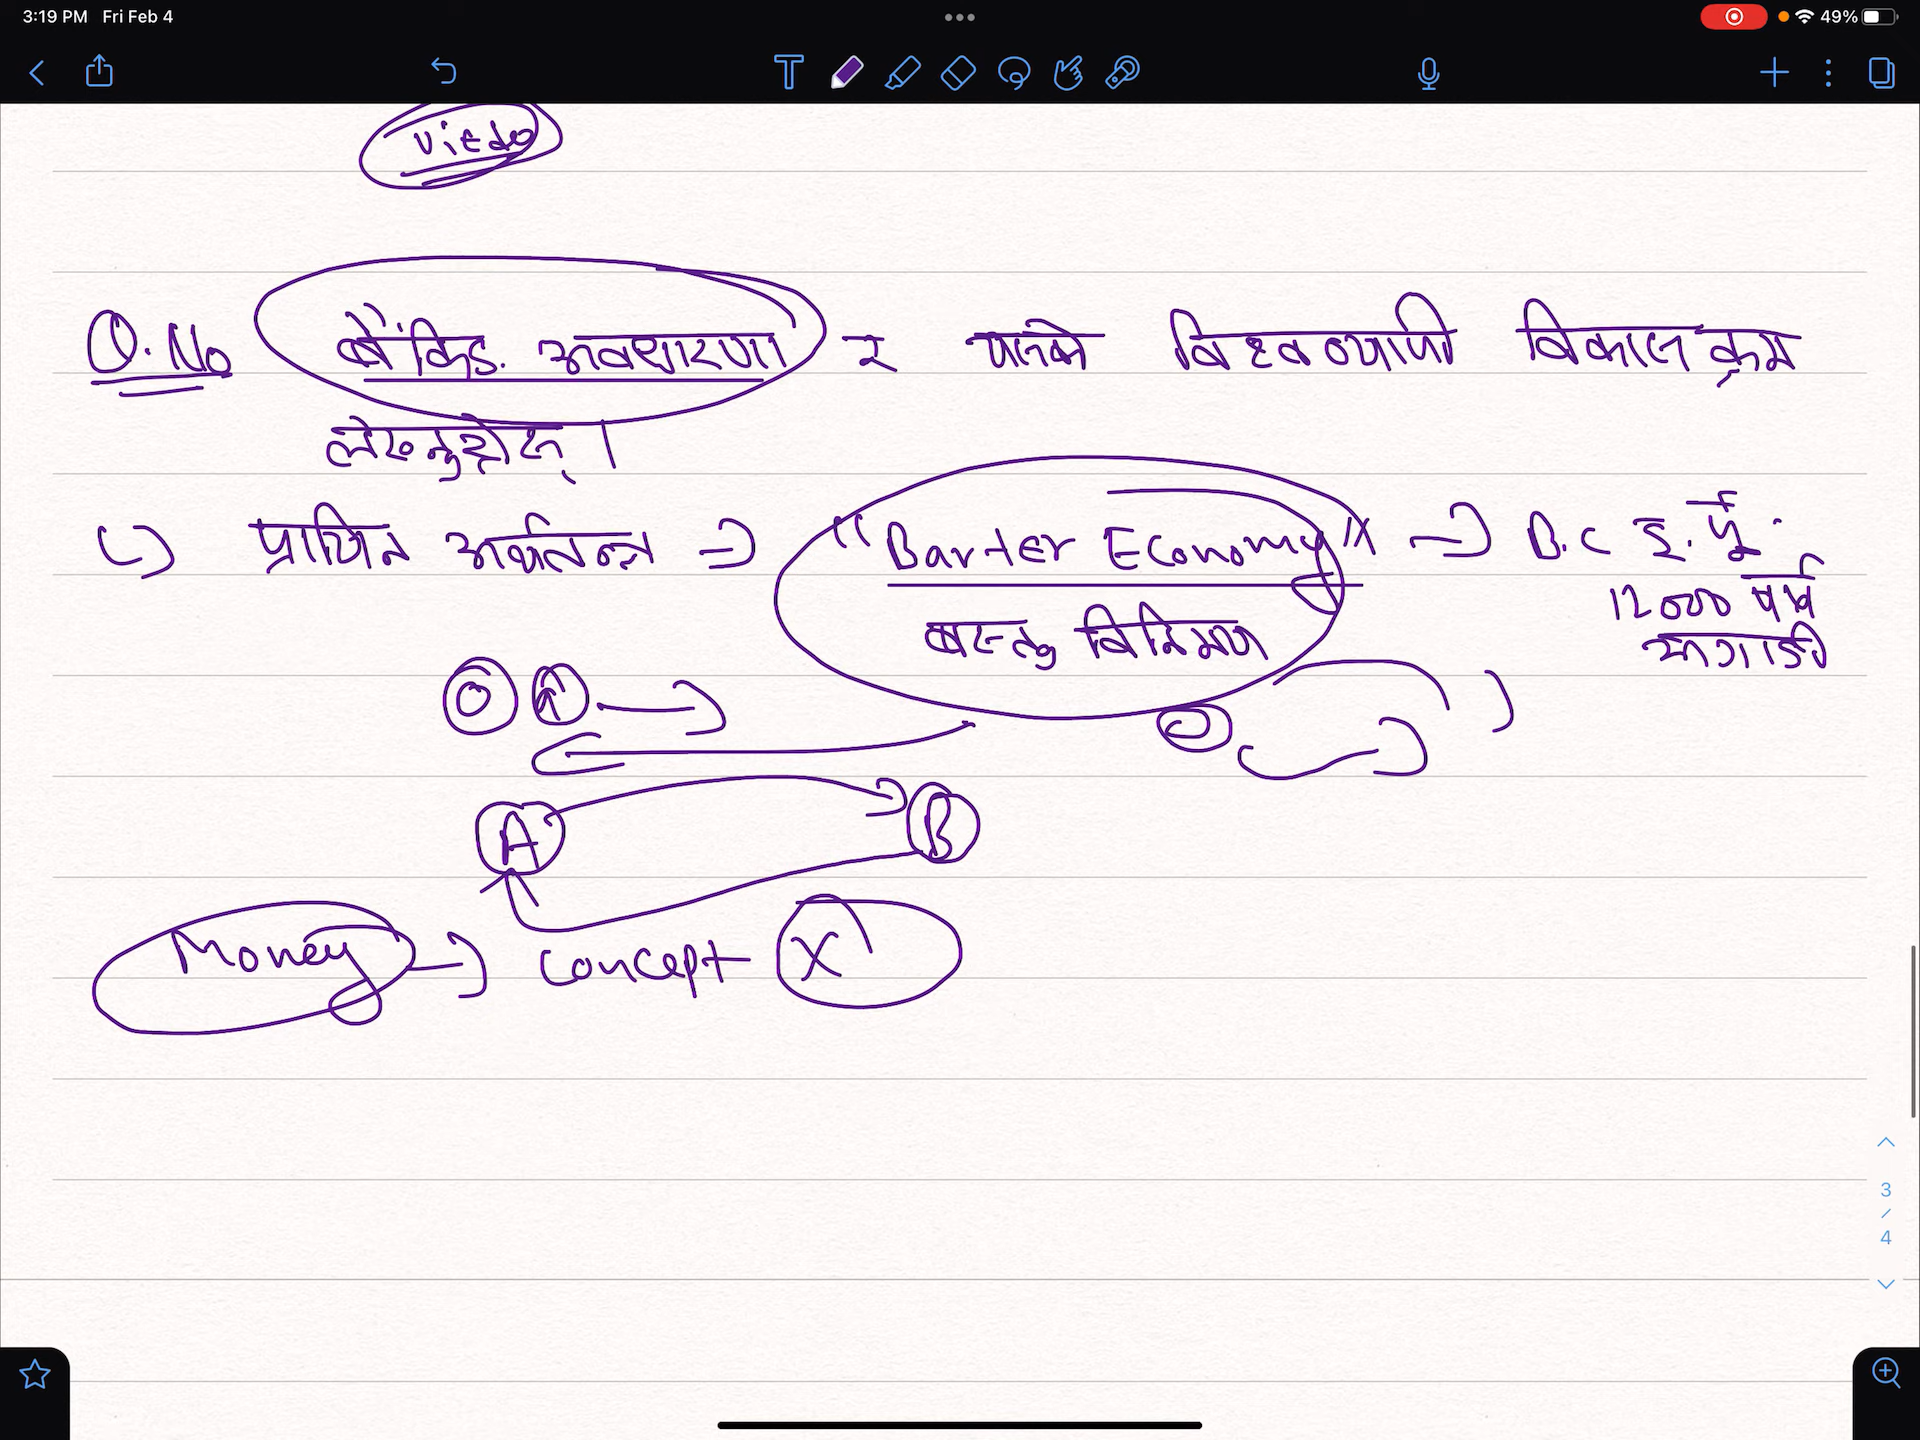 3:19 PM Fri Feb 4
49%
T
Viedo
Q. No बैंकिङ. अवधारणा र यसको विश्वव्यापी विकासक्रम
लेख्नुहोस् ।
प्राचिन अर्थतन्त्र → "Barter Economy" → B.C ई. पू.
12000 वर्ष
वस्तु विनिमय
अगाडी
A B
Money → concept X
3
/
4